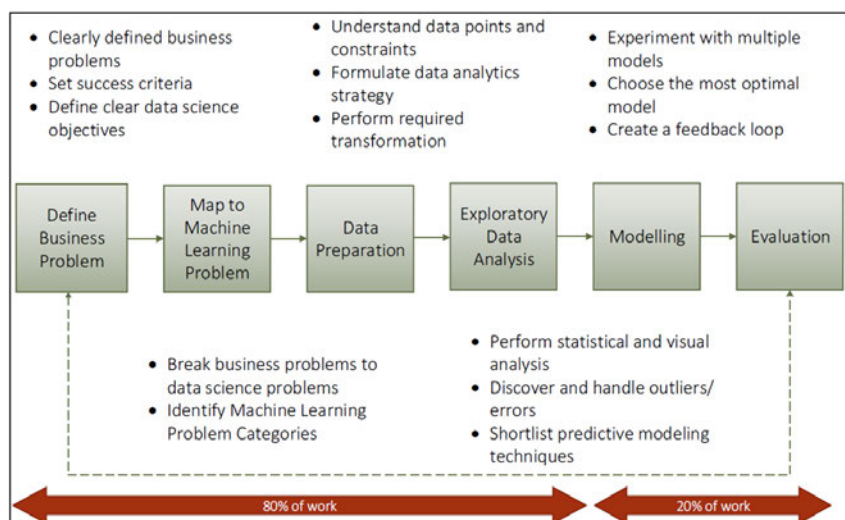 • Clearly defined business
problems
• Set success criteria
• Define clear data science
objectives
• Understand data points and
constraints
• Formulate data analytics
strategy
• Perform required
transformation
• Experiment with multiple
models
• Choose the most optimal
model
• Create a feedback loop
Define
Business
Problem
Map to
Machine
Learning
Problem
Data
Preparation
Exploratory
Data
Analysis
Modelling
Evaluation
• Break business problems to
data science problems
• Identify Machine Learning
Problem Categories
• Perform statistical and visual
analysis
• Discover and handle outliers/
errors
• Shortlist predictive modeling
techniques
80% of work
20% of work